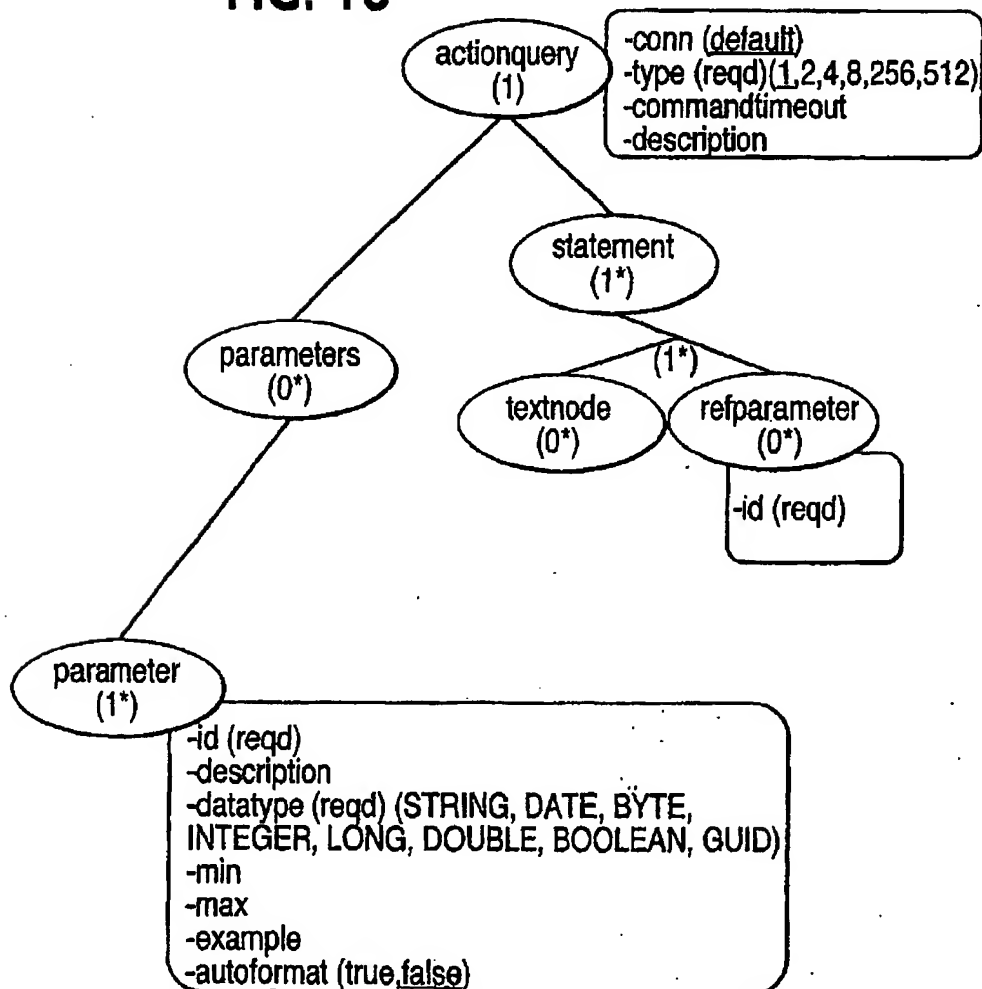 actionquery
(1)
-conn (default)
-type (reqd)(1,2,4,8,256,512)
-commandtimeout
-description
statement
(1*)
parameters
(0*)
(1*)
textnode
(0*)
refparameter
(0*)
-id (reqd)
parameter
(1*)
-id (reqd)
-description
-datatype (reqd) (STRING, DATE, BYTE,
INTEGER, LONG, DOUBLE, BOOLEAN, GUID)
-min
-max
-example
-autoformat (true,false)